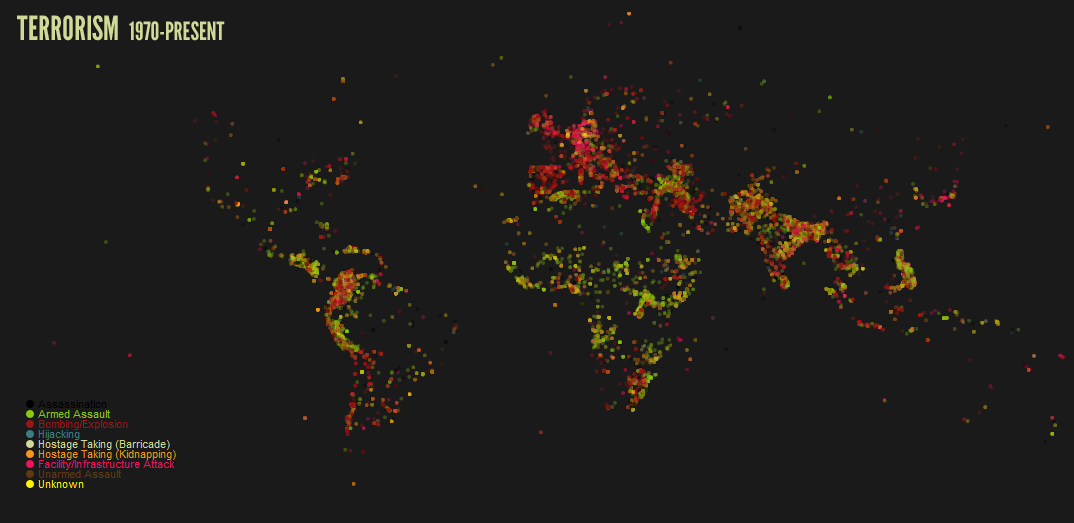 TERRORISM 1970-PRESENT
Assassination
Armed Assault
Bombing/Explosion
Hijacking
Hostage Taking (Barricade)
Hostage Taking (Kidnapping)
Facility/Infrastructure Attack
Unarmed Assault
Unknown